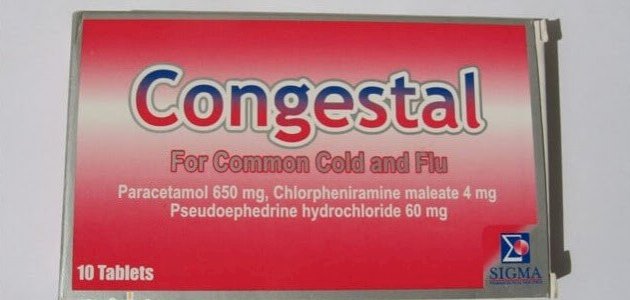 Congestal
For Common Cold and Flu
Paracetamol 650 mg, Chlorpheniramine maleate 4 mg
Pseudoephedrine hydrochloride 60 mg
10 Tablets
SIGMA